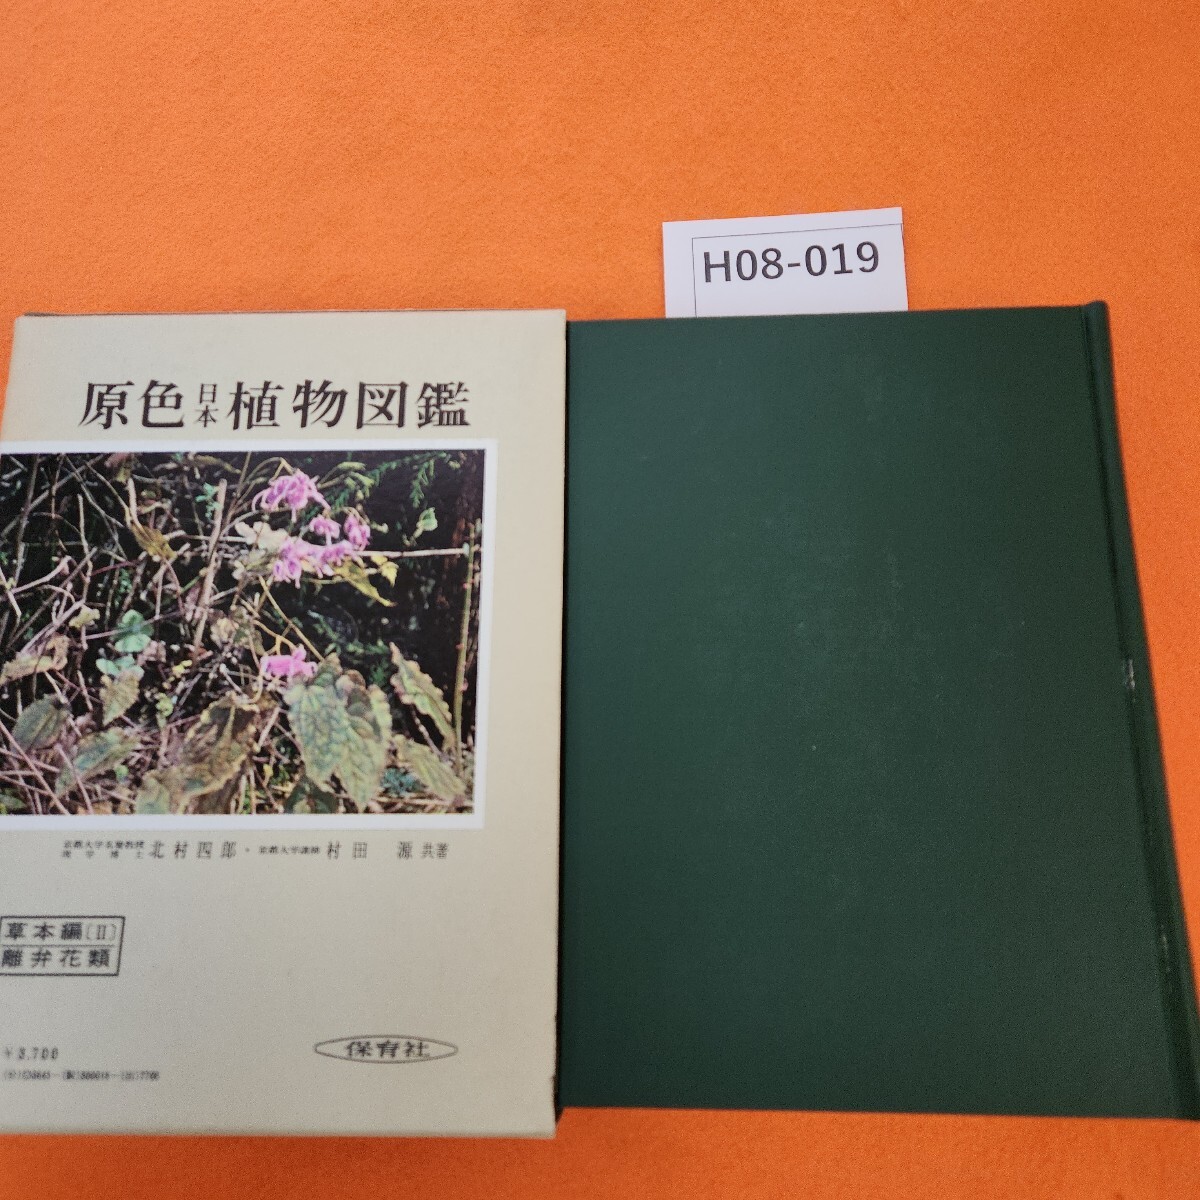 H08-019
原色日本植物図鑑
京都大学名誉教授 理学博士 北村四郎・京都大学講師 村田 源 共著
草本編〔II〕
離弁花類
¥3,700
保育社